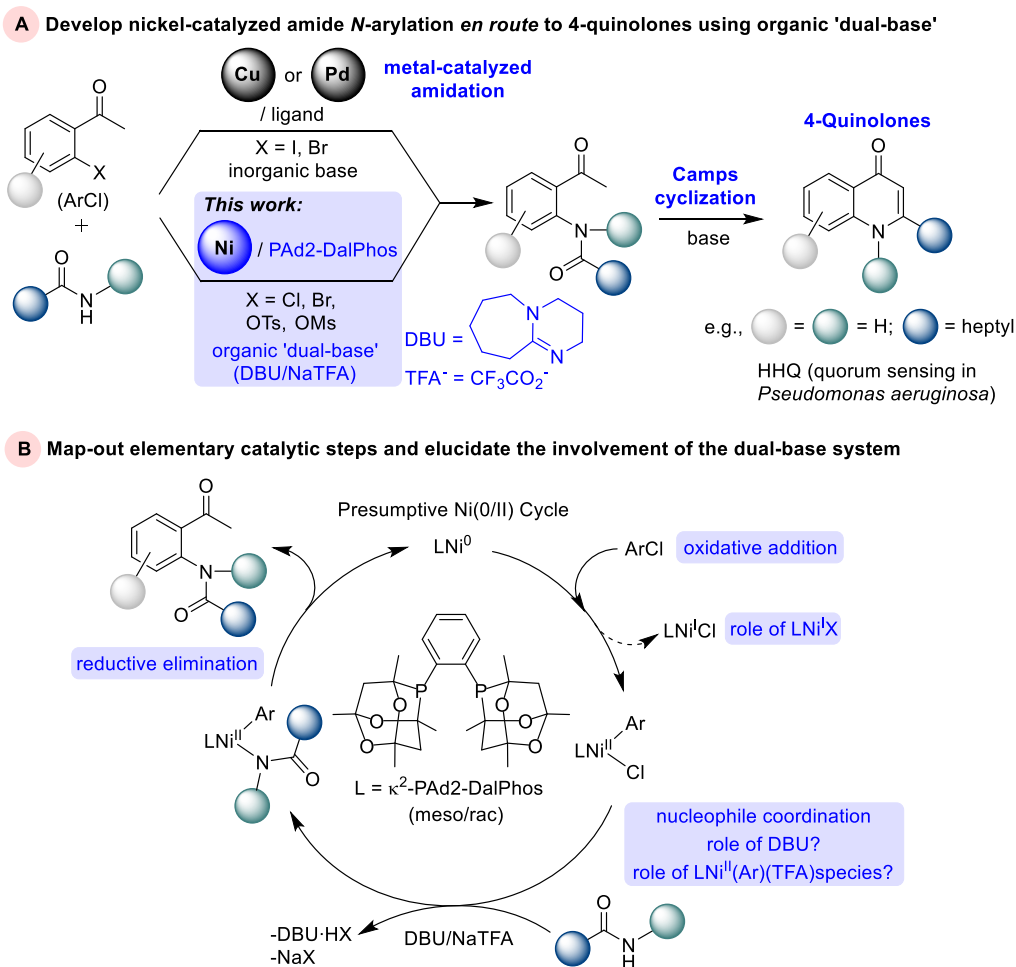 A Develop nickel-catalyzed amide N-arylation en route to 4-quinolones using organic 'dual-base'
Cu or Pd
metal-catalyzed
amidation
/ ligand
X = I, Br
inorganic base
O
X
(ArCl)
+
O
N
H
This work:
Ni / PAd2-DalPhos
X = Cl, Br,
OTs, OMs
organic 'dual-base'
(DBU/NaTFA)
O
N
O
DBU =
N
N
TFA⁻ = CF₃CO₂⁻
Camps
cyclization
base
4-Quinolones
O
N
e.g., = = H; = heptyl
HHQ (quorum sensing in
Pseudomonas aeruginosa)
B Map-out elementary catalytic steps and elucidate the involvement of the dual-base system
Presumptive Ni(0/II) Cycle
LNi⁰
ArCl oxidative addition
LNiᴵCl role of LNiᴵX
O
N
O
reductive elimination
P P
O O
O O
O O
L = κ²-PAd2-DalPhos
(meso/rac)
Ar
LNiᴵᴵ
N
O
Ar
LNiᴵᴵ
Cl
nucleophile coordination
role of DBU?
role of LNiᴵᴵ(Ar)(TFA)species?
O
N
H
DBU/NaTFA
-DBU·HX
-NaX